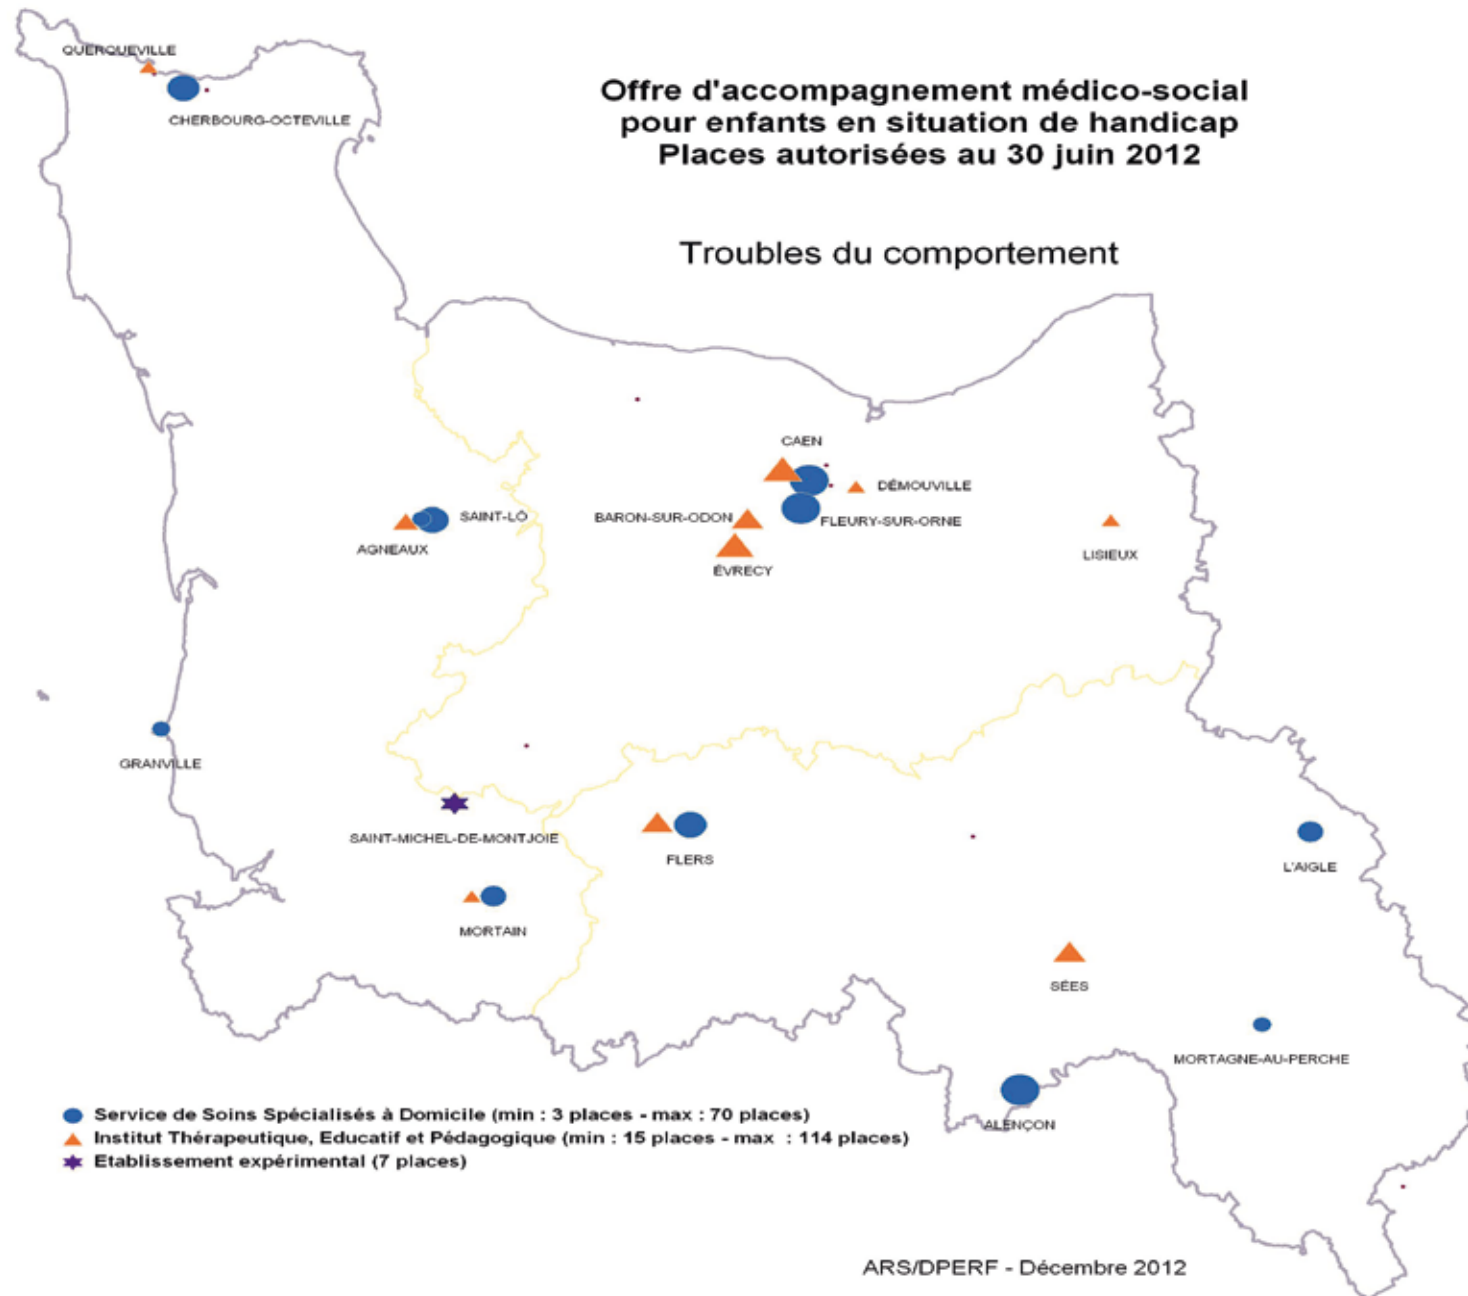 QUERQUEVILLE
CHERBOURG-OCTEVILLE
Offre d'accompagnement médico-social
pour enfants en situation de handicap
Places autorisées au 30 juin 2012
Troubles du comportement
CAEN
DÉMOUVILLE
SAINT-LÔ
BARON-SUR-ODON
FLEURY-SUR-ORNE
AGNEAUX
LISIEUX
ÉVRECY
GRANVILLE
SAINT-MICHEL-DE-MONTJOIE
FLERS
L'AIGLE
MORTAIN
SÉES
MORTAGNE-AU-PERCHE
ALENÇON
Service de Soins Spécialisés à Domicile (min : 3 places - max : 70 places)
Institut Thérapeutique, Educatif et Pédagogique (min : 15 places - max : 114 places)
Etablissement expérimental (7 places)
ARS/DPERF - Décembre 2012